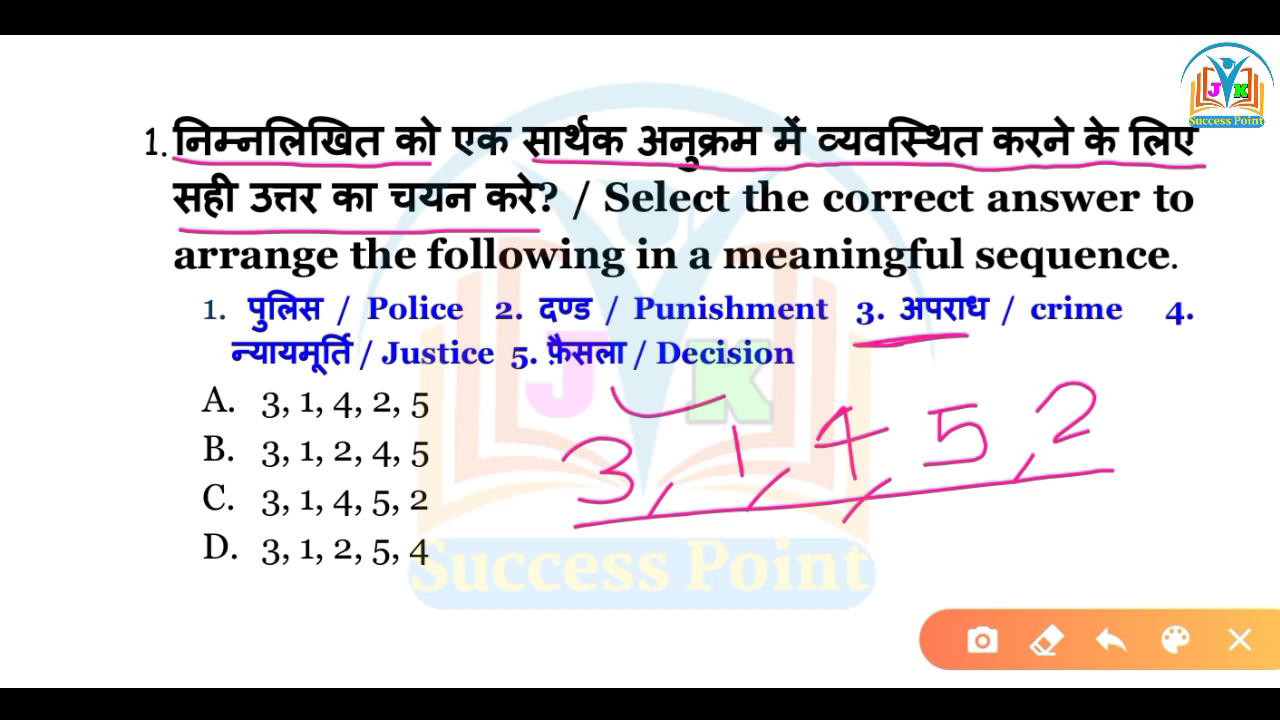 J K
Success Point
1. निम्नलिखित को एक सार्थक अनुक्रम में व्यवस्थित करने के लिए
सही उत्तर का चयन करे? / Select the correct answer to
arrange the following in a meaningful sequence.
1. पुलिस / Police 2. दण्ड / Punishment 3. अपराध / crime 4.
न्यायमूर्ति / Justice 5. फ़ैसला / Decision
J K
A. 3, 1, 4, 2, 5
B. 3, 1, 2, 4, 5
3, 1, 4, 5, 2
C. 3, 1, 4, 5, 2
D. 3, 1, 2, 5, 4
Success Point